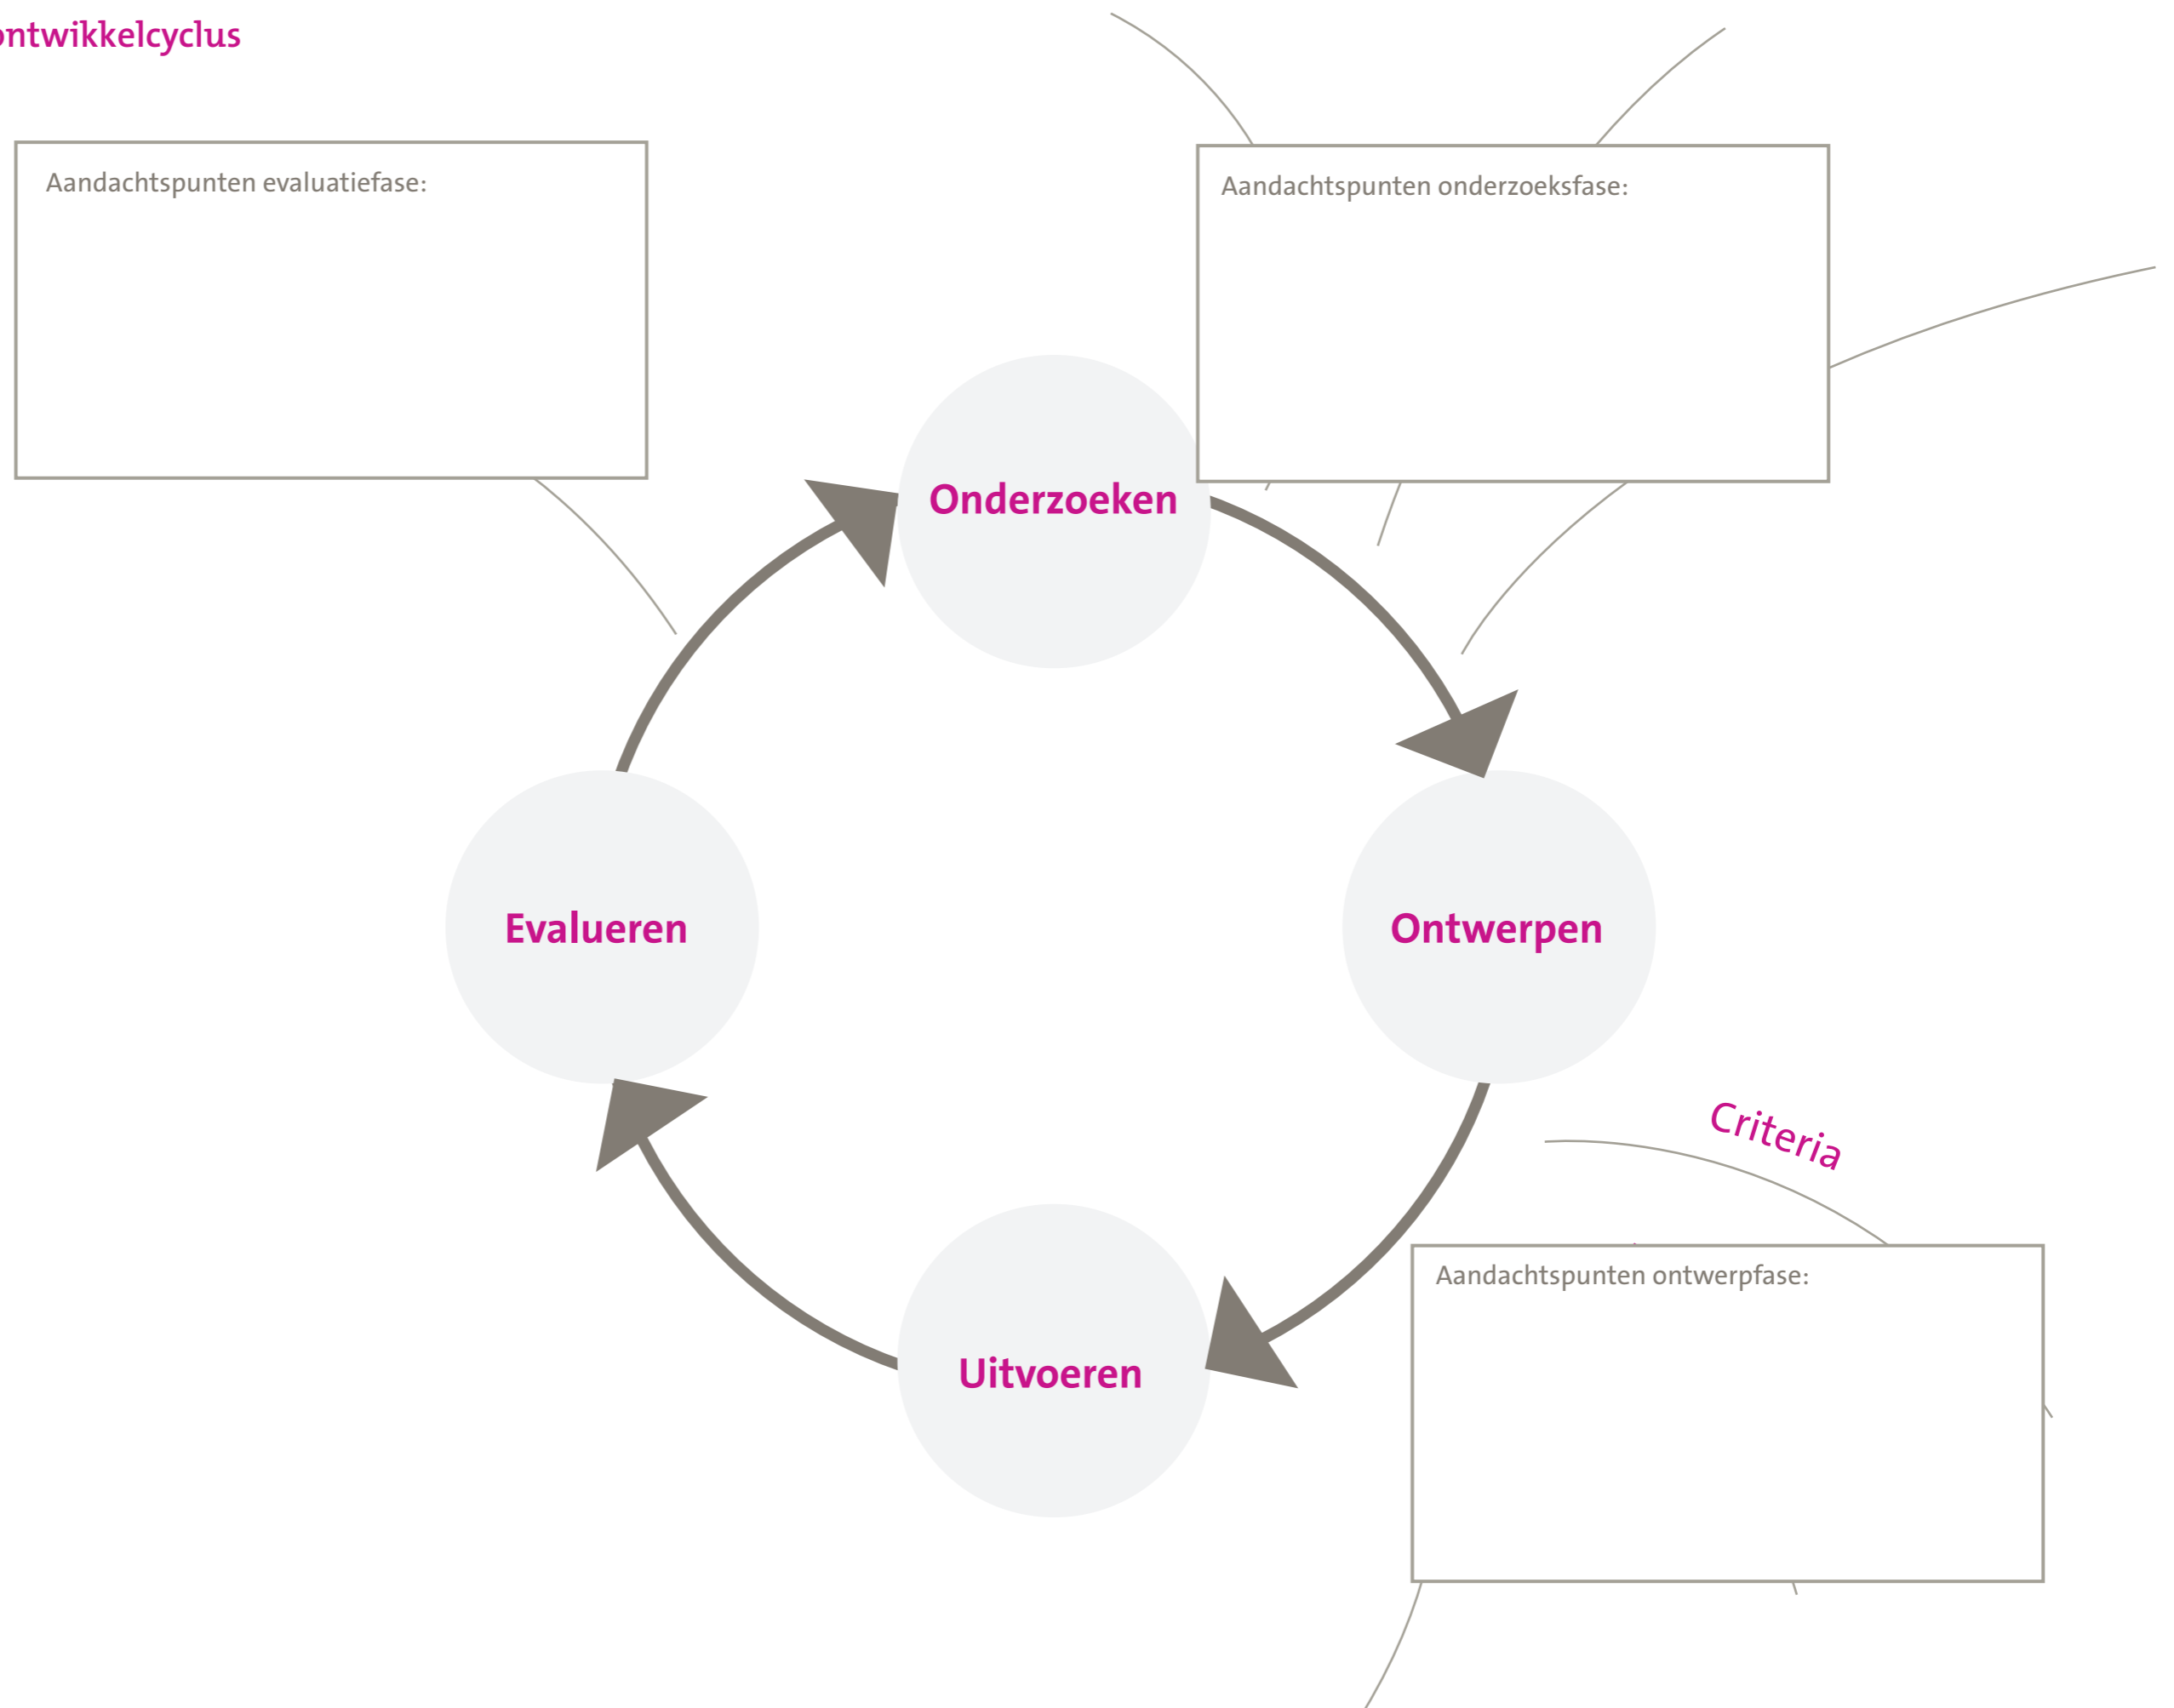 ontwikkelcyclus
Aandachtspunten evaluatiefase:
Aandachtspunten onderzoeksfase:
Onderzoeken
Evalueren
Ontwerpen
Criteria
Aandachtspunten ontwerpfase:
Uitvoeren